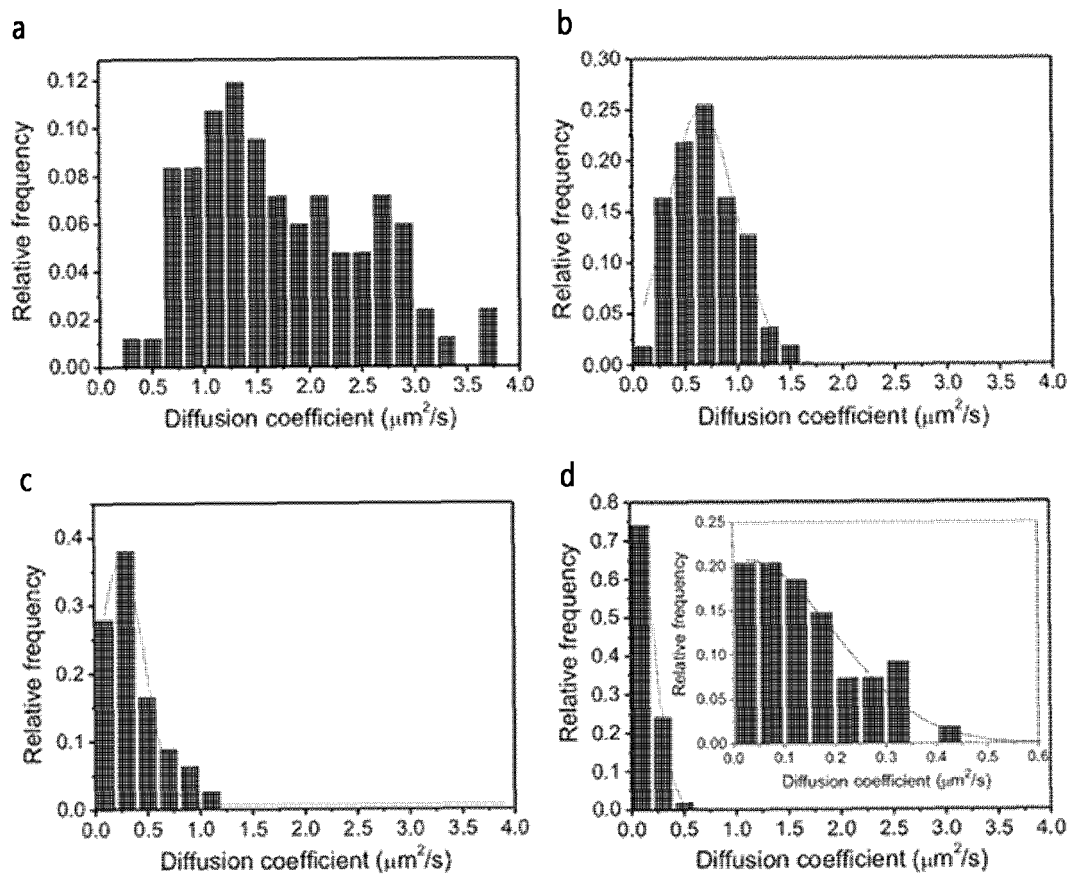 a
Relative frequency
0.12
0.10
0.08
0.06
0.04
0.02
0.00
0.0 0.5 1.0 1.5 2.0 2.5 3.0 3.5 4.0
Diffusion coefficient (μm²/s)
b
Relative frequency
0.30
0.25
0.20
0.15
0.10
0.05
0.00
0.0 0.5 1.0 1.5 2.0 2.5 3.0 3.5 4.0
Diffusion coefficient (μm²/s)
c
Relative frequency
0.4
0.3
0.2
0.1
0.0
0.0 0.5 1.0 1.5 2.0 2.5 3.0 3.5 4.0
Diffusion coefficient (μm²/s)
d
Relative frequency
0.8
0.7
0.6
0.5
0.4
0.3
0.2
0.1
0.0
0.0 0.5 1.0 1.5 2.0 2.5 3.0 3.5 4.0
Diffusion coefficient (μm²/s)
Relative frequency
0.25
0.20
0.15
0.10
0.05
0.00
0.0 0.1 0.2 0.3 0.4 0.5 0.6
Diffusion coefficient (μm²/s)